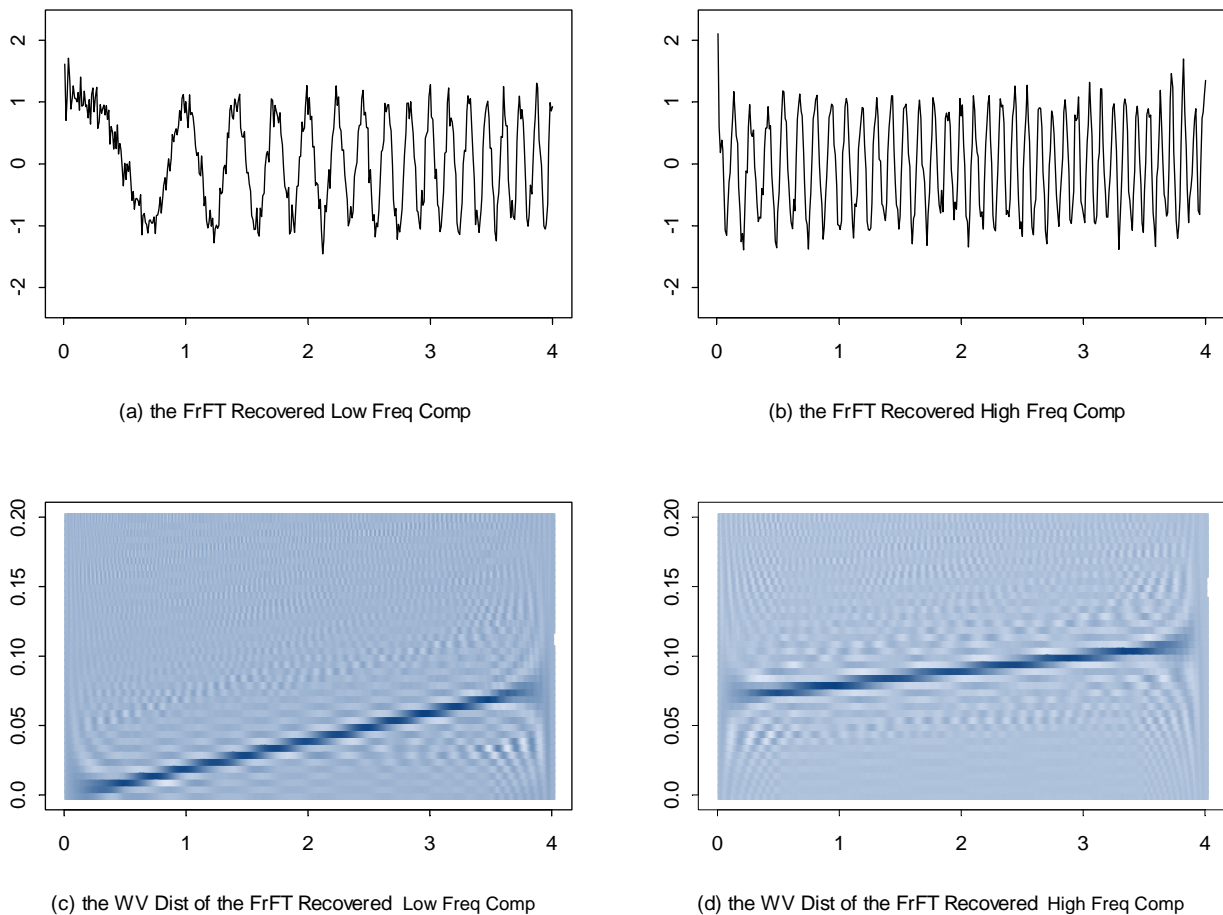 2
1
0
-1
-2
0 1 2 3 4
(a) the FrFT Recovered Low Freq Comp
2
1
0
-1
-2
0 1 2 3 4
(b) the FrFT Recovered High Freq Comp
0.20
0.15
0.10
0.05
0.0
0 1 2 3 4
(c) the WV Dist of the FrFT Recovered Low Freq Comp
0.20
0.15
0.10
0.05
0.0
0 1 2 3 4
(d) the WV Dist of the FrFT Recovered High Freq Comp